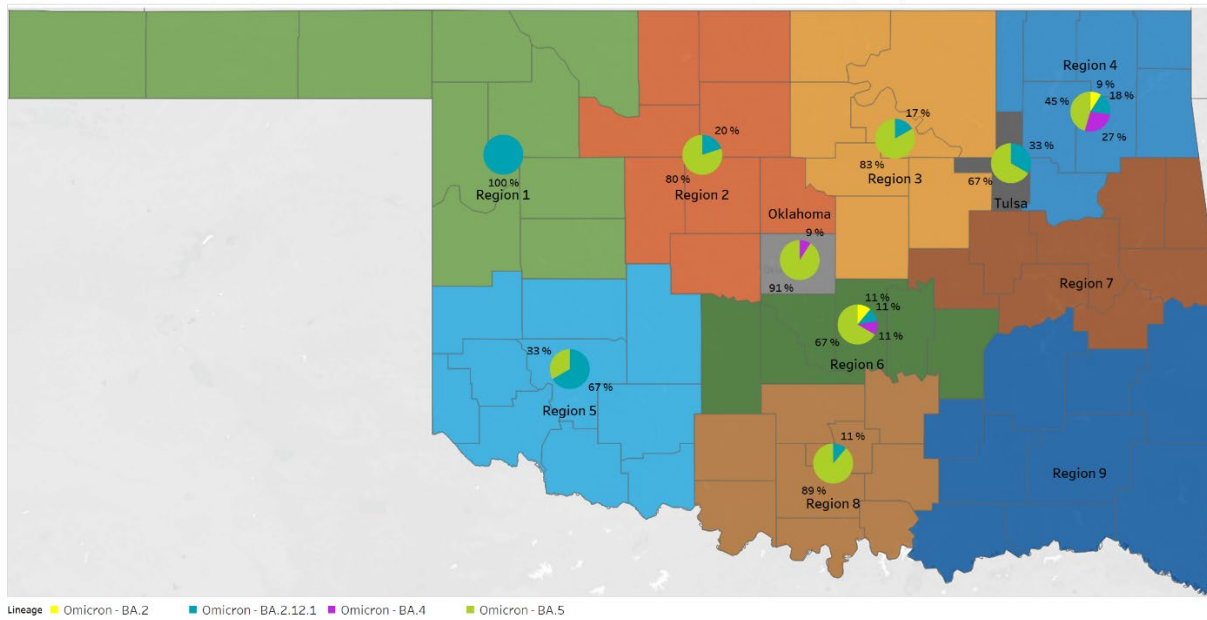 Region 4
9 %
45 %
18 %
27 %
17 %
83 %
Region 3
20 %
80 %
Region 2
100 %
Region 1
33 %
67 %
Tulsa
Oklahoma
9 %
91 %
Region 7
11 %
11 %
11 %
67 %
Region 6
33 %
67 %
Region 5
11 %
89 %
Region 8
Region 9
Lineage Omicron - BA.2 Omicron - BA.2.12.1 Omicron - BA.4 Omicron - BA.5